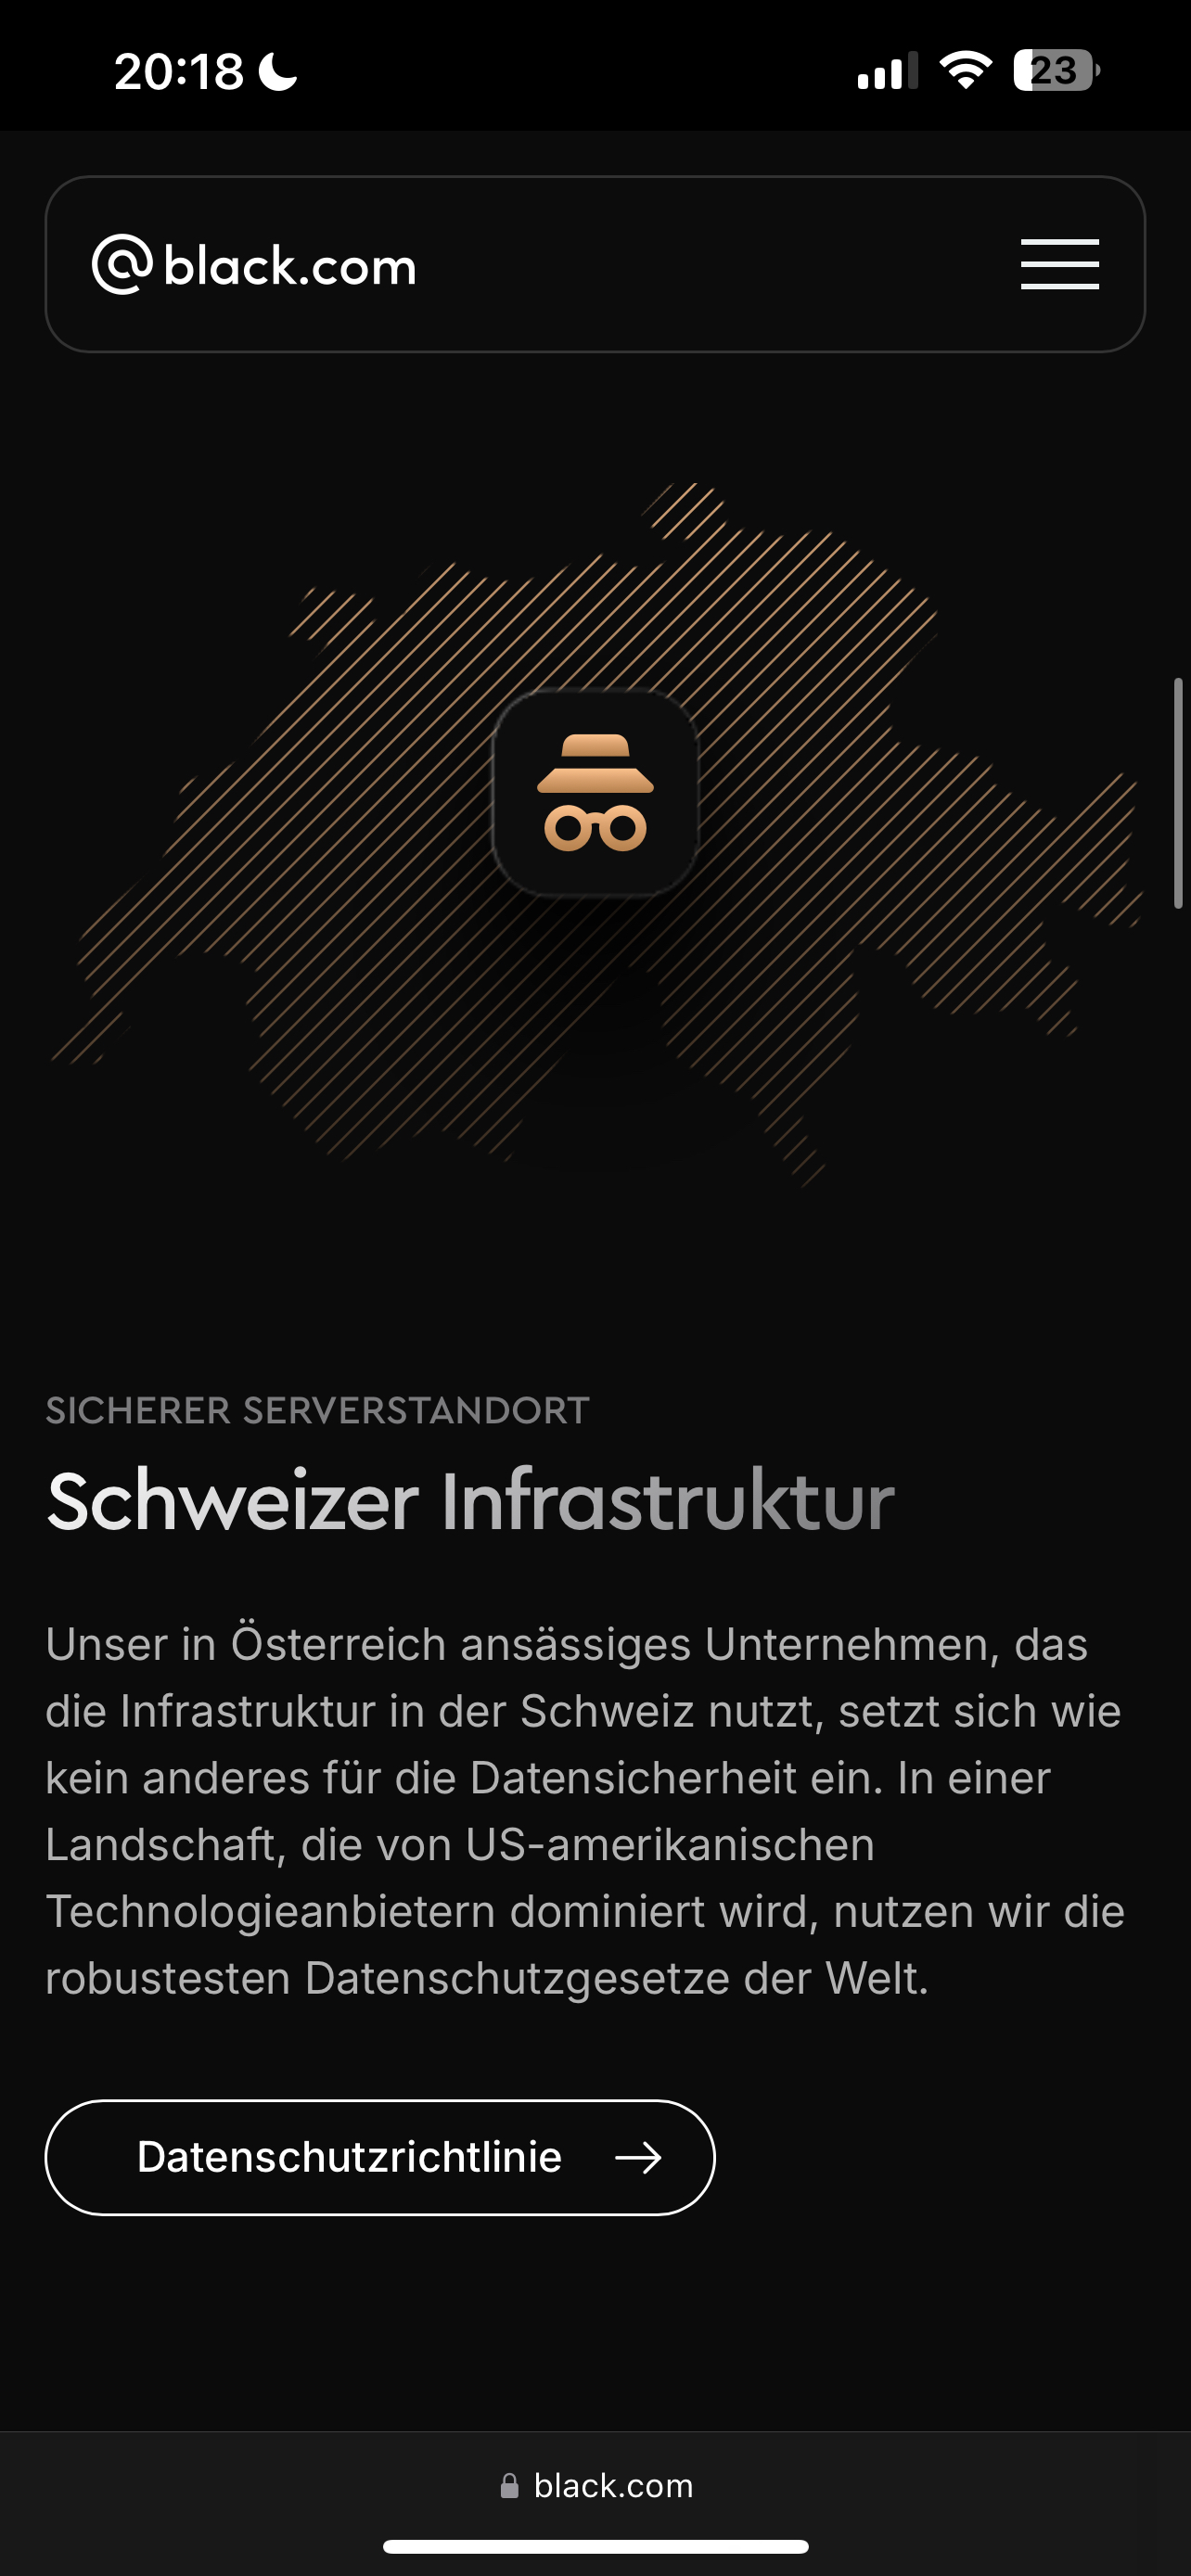 20:18
23
@black.com
SICHERER SERVERSTANDORT
Schweizer Infrastruktur
Unser in Österreich ansässiges Unternehmen, das
die Infrastruktur in der Schweiz nutzt, setzt sich wie
kein anderes für die Datensicherheit ein. In einer
Landschaft, die von US-amerikanischen
Technologieanbietern dominiert wird, nutzen wir die
robustesten Datenschutzgesetze der Welt.
Datenschutzrichtlinie →
black.com